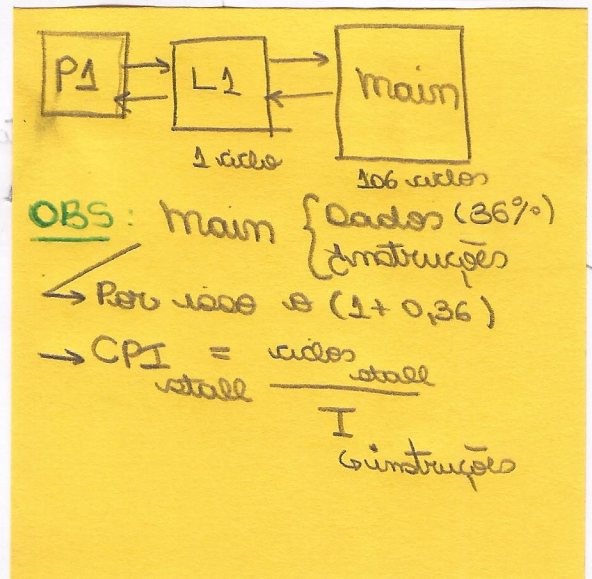 P1 L1 Main
1 ciclo
106 ciclos
OBS: Main { Dados (36%)
Instruções
→ Por isso o (1 + 0,36)
→ CPI stall = ciclos stall
I
↳ instruções